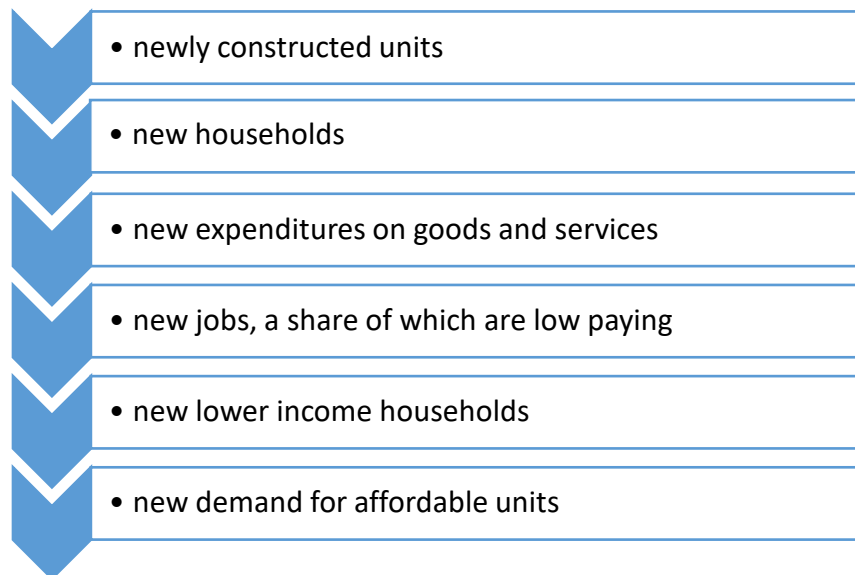 • newly constructed units
• new households
• new expenditures on goods and services
• new jobs, a share of which are low paying
• new lower income households
• new demand for affordable units